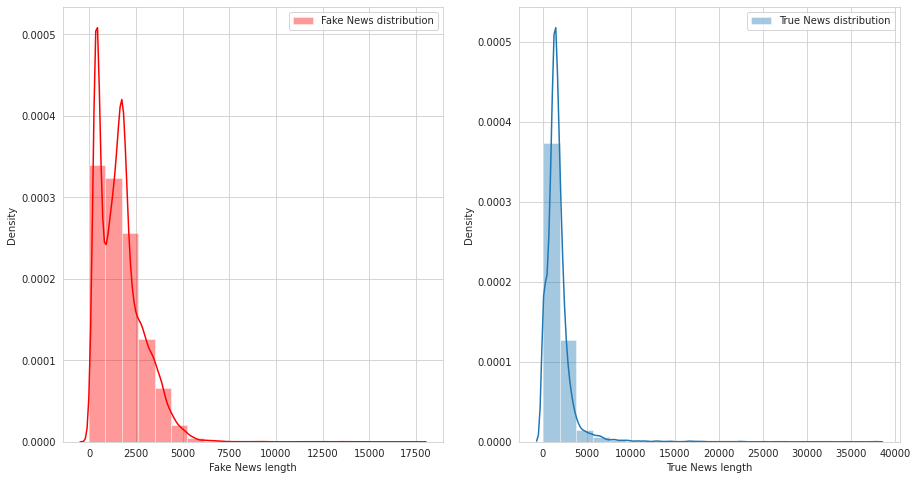 Fake News distribution
0.0005
0.0004
0.0003
0.0002
0.0001
0.0000
Density
0 2500 5000 7500 10000 12500 15000 17500
Fake News length
True News distribution
0.0005
0.0004
0.0003
0.0002
0.0001
0.0000
Density
0 5000 10000 15000 20000 25000 30000 35000 40000
True News length